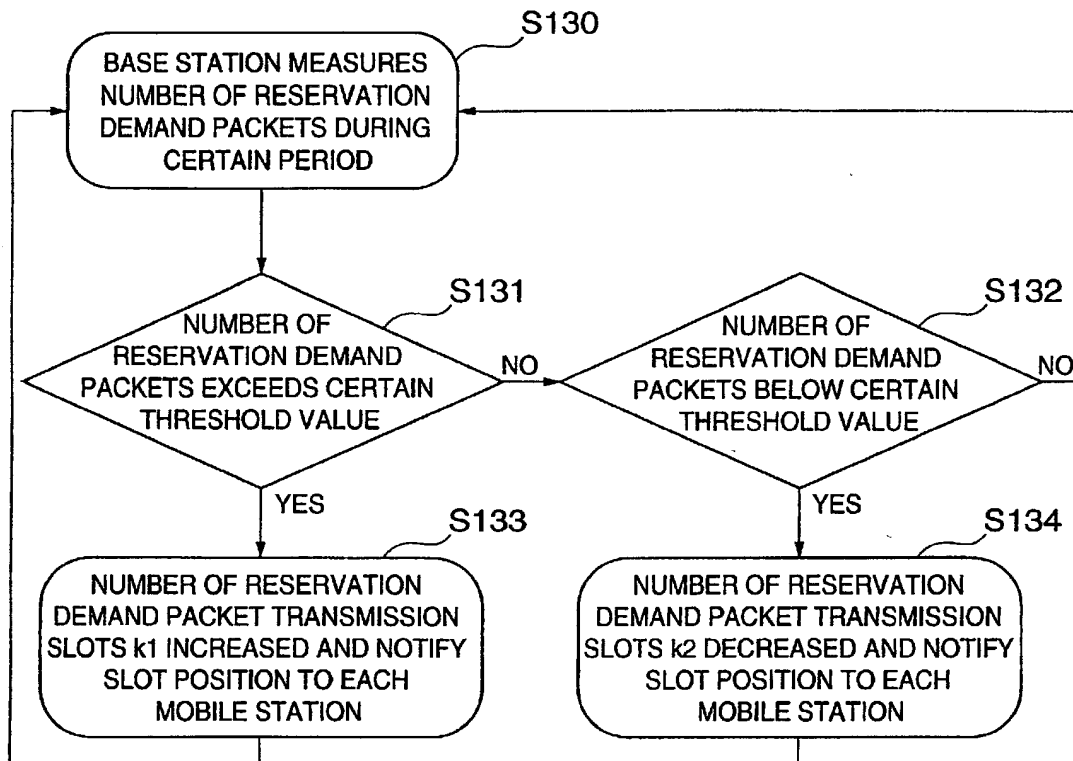 S130
BASE STATION MEASURES
NUMBER OF RESERVATION
DEMAND PACKETS DURING
CERTAIN PERIOD
S131
NUMBER OF
RESERVATION DEMAND
PACKETS EXCEEDS CERTAIN
THRESHOLD VALUE
NO
YES
S132
NUMBER OF
RESERVATION DEMAND
PACKETS BELOW CERTAIN
THRESHOLD VALUE
NO
YES
S133
NUMBER OF RESERVATION
DEMAND PACKET TRANSMISSION
SLOTS k1 INCREASED AND NOTIFY
SLOT POSITION TO EACH
MOBILE STATION
S134
NUMBER OF RESERVATION
DEMAND PACKET TRANSMISSION
SLOTS k2 DECREASED AND NOTIFY
SLOT POSITION TO EACH
MOBILE STATION